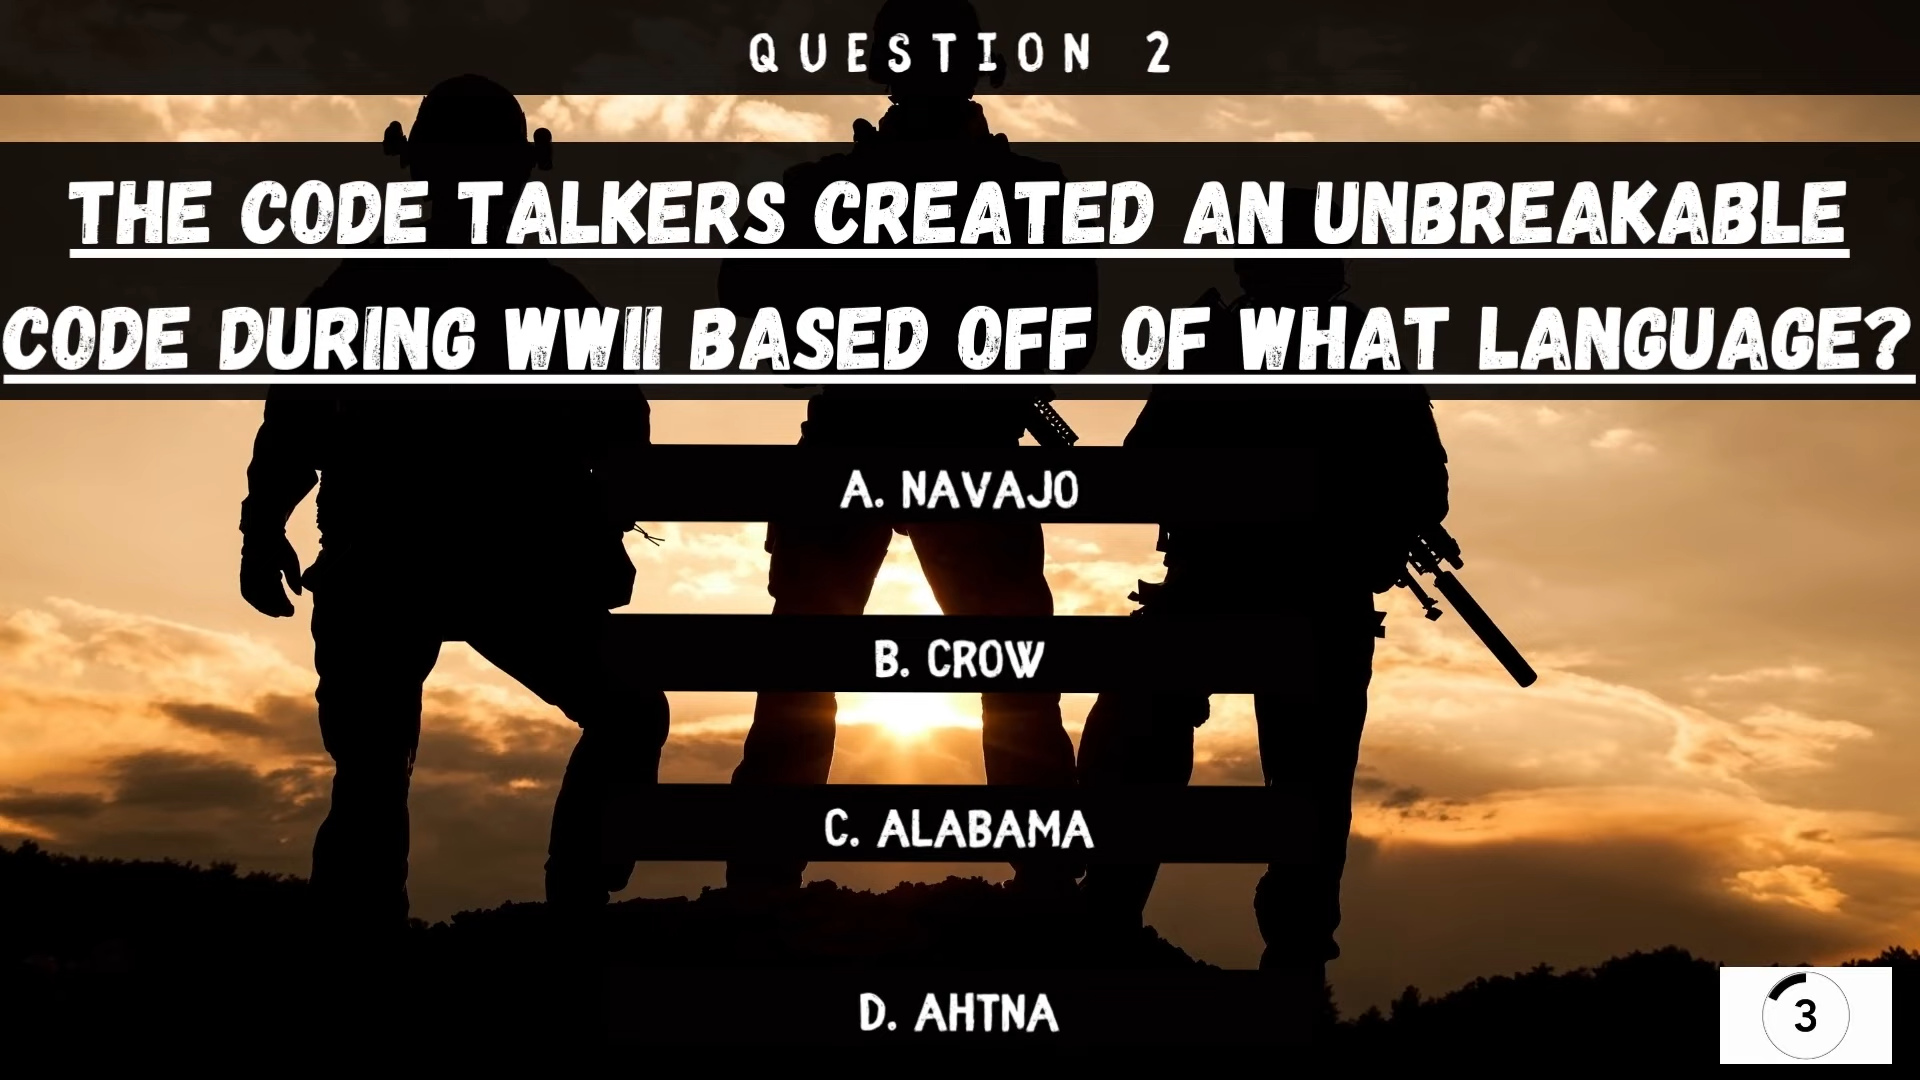 QUESTION 2
THE CODE TALKERS CREATED AN UNBREAKABLE
CODE DURING WWII BASED OFF OF WHAT LANGUAGE?
A. NAVAJO
B. CROW
C. ALABAMA
D. AHTNA
3